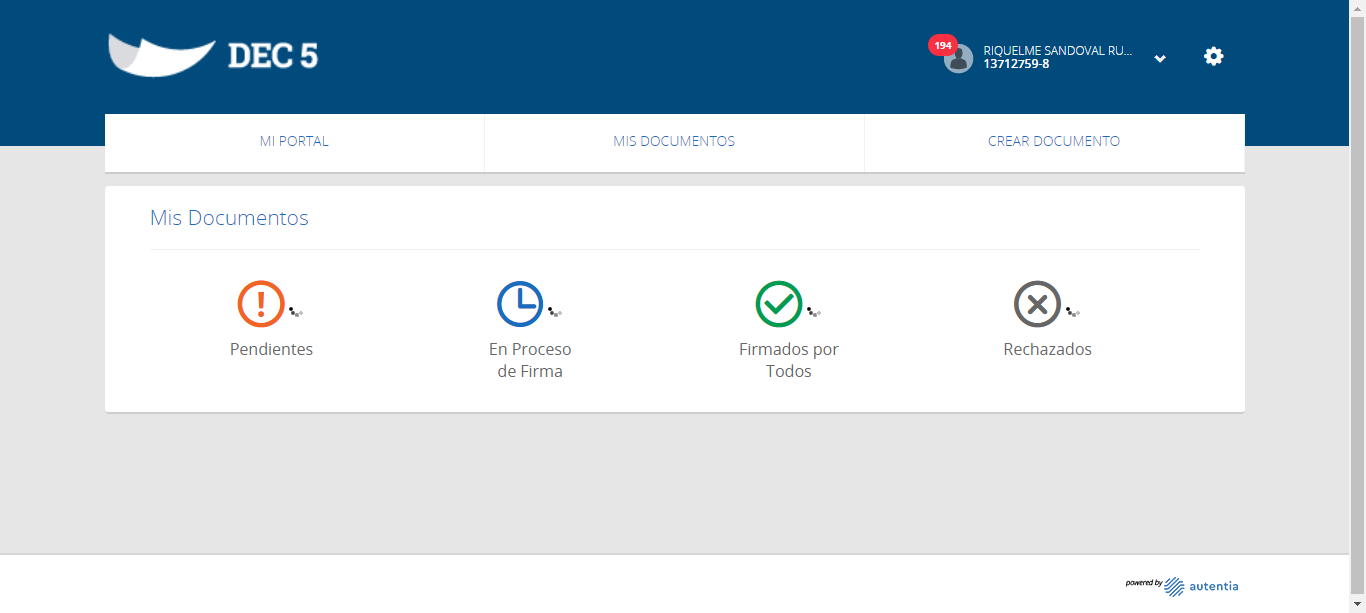 DEC 5
194
RIQUELME SANDOVAL RU...
13712759-8
MI PORTAL
MIS DOCUMENTOS
CREAR DOCUMENTO
Mis Documentos
Pendientes
En Proceso
de Firma
Firmados por
Todos
Rechazados
powered by
autentia